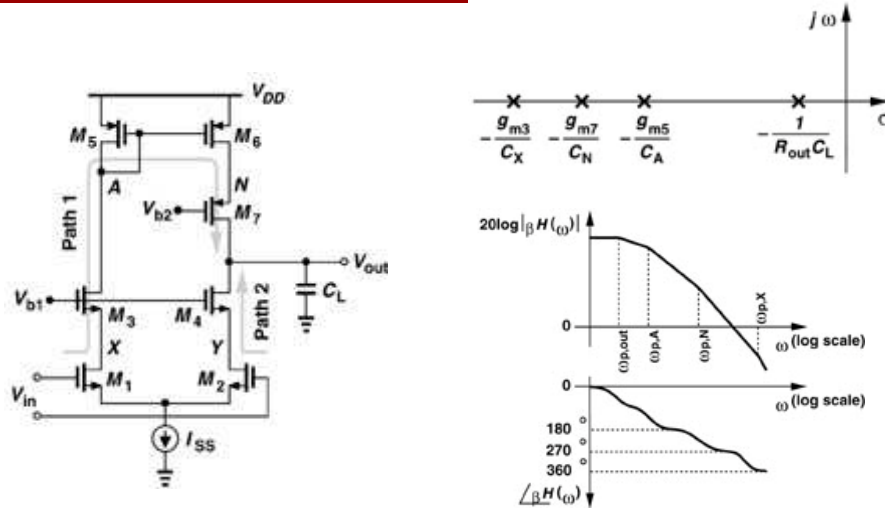 V_DD
M_5
M_6
A
N
V_b2
M_7
Path 1
V_out
V_b1
M_3
M_4
C_L
Path 2
X
Y
V_in
M_1
M_2
I_SS
jω
σ
-g_m3/C_X
-g_m7/C_N
-g_m5/C_A
-1/(R_out C_L)
20log|βH(ω)|
0
ω_p,out
ω_p,A
ω_p,N
ω_p,X
ω (log scale)
0
ω (log scale)
180°
270°
360°
∠βH(ω)